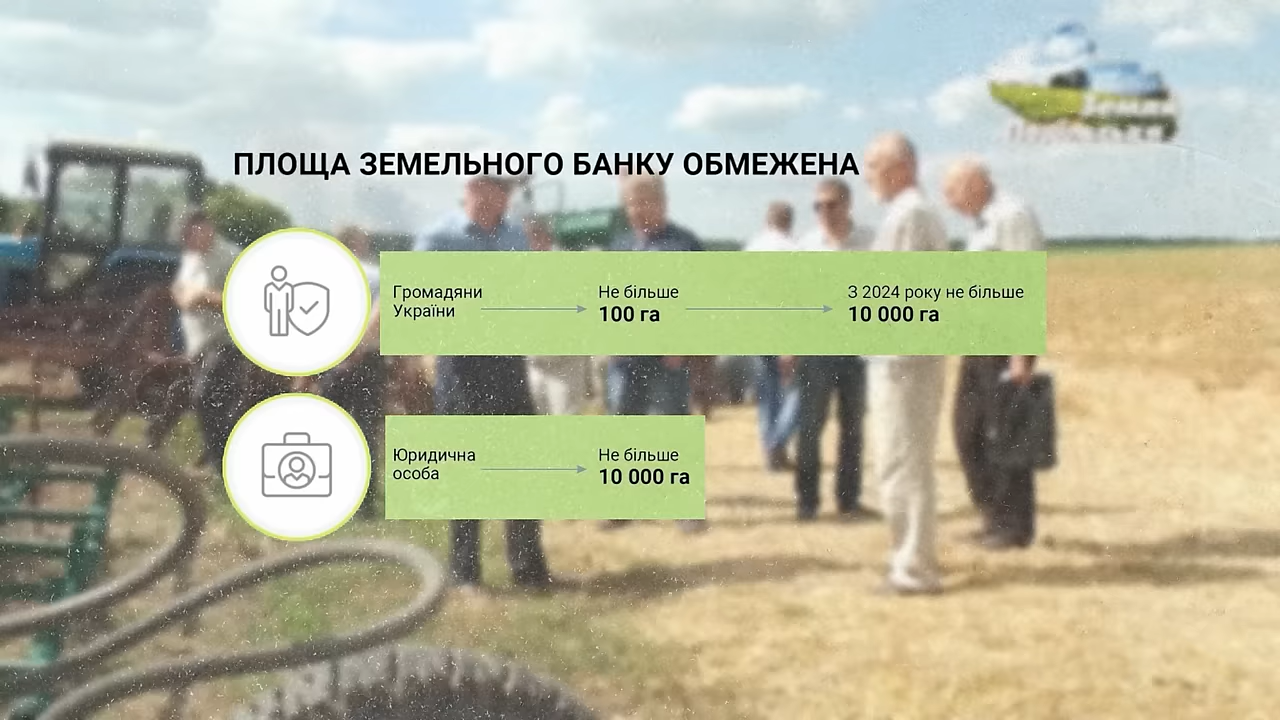 ПЛОЩА ЗЕМЕЛЬНОГО БАНКУ ОБМЕЖЕНА
Громадяни
України
Не більше
100 га
З 2024 року не більше
10 000 га
Юридична
особа
Не більше
10 000 га